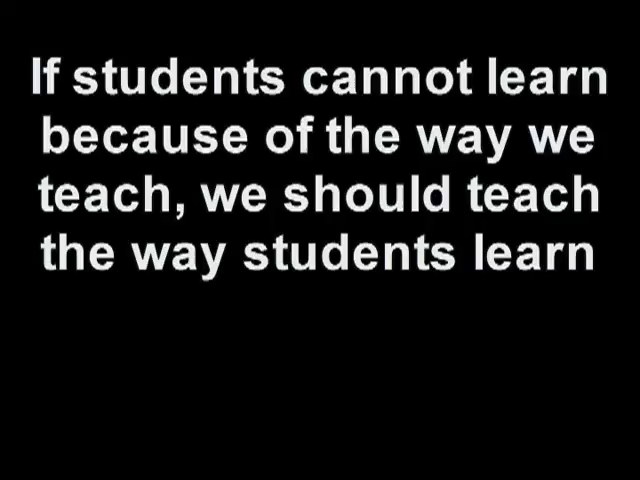 If students cannot learn
because of the way we
teach, we should teach
the way students learn